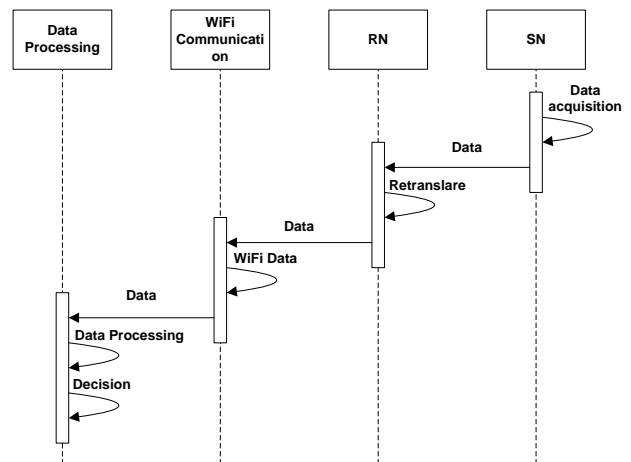 Data
Processing
WiFi
Communicati
on
RN
SN
Data
acquisition
Data
Retranslare
Data
WiFi Data
Data
Data Processing
Decision